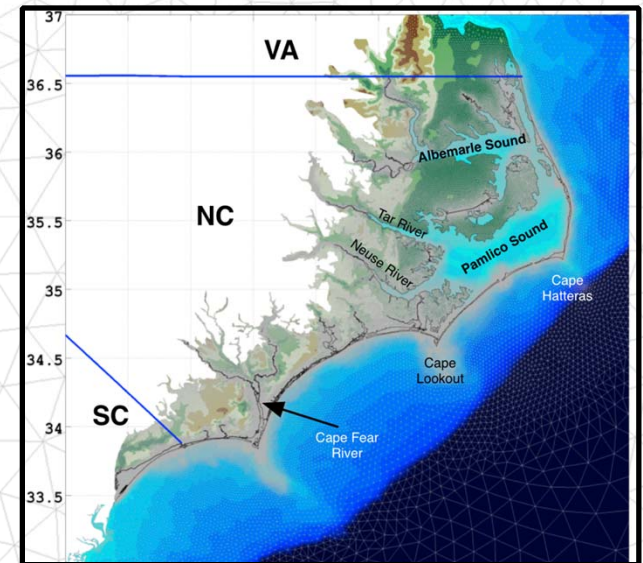 37
VA
36.5
Albemarle Sound
36
NC
Tar River
35.5
Pamlico Sound
Neuse River
35
Cape
Hatteras
34.5
Cape
Lookout
SC
34
Cape Fear
River
33.5